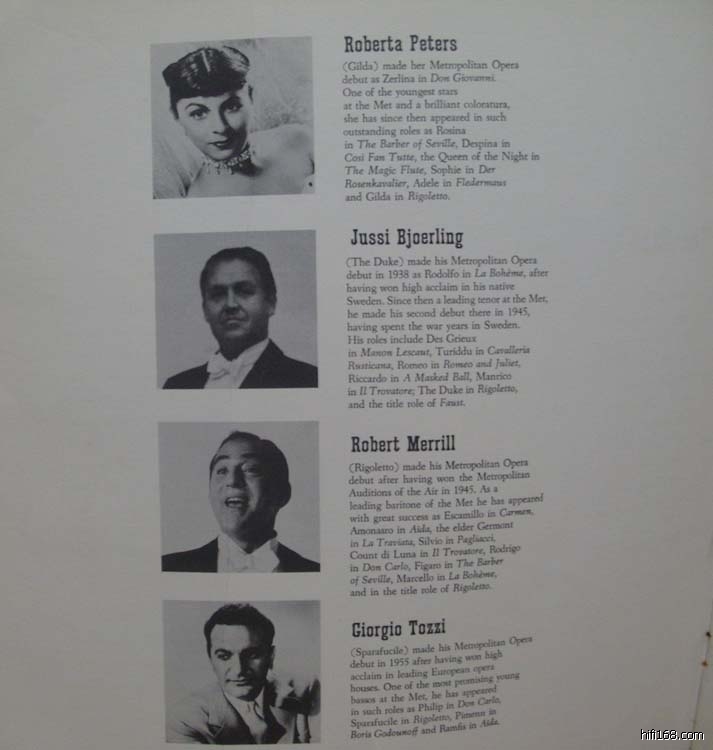 Roberta Peters
(Gilda) made her Metropolitan Opera
debut as Zerlina in Don Giovanni.
One of the youngest stars
at the Met and a brilliant coloratura,
she has since then appeared in such
outstanding roles as Rosina
in The Barber of Seville, Despina in
Cosi Fan Tutte, the Queen of the Night in
The Magic Flute, Sophie in Der
Rosenkavalier, Adele in Fledermaus
and Gilda in Rigoletto.
Jussi Bjoerling
(The Duke) made his Metropolitan Opera
debut in 1938 as Rodolfo in La Bohème, after
having won high acclaim in his native
Sweden. Since then a leading tenor at the Met,
he made his second debut there in 1945,
having spent the war years in Sweden.
His roles include Des Grieux
in Manon Lescaut, Turiddu in Cavalleria
Rusticana, Romeo in Romeo and Juliet,
Riccardo in A Masked Ball, Manrico
in Il Trovatore; The Duke in Rigoletto,
and the title role of Faust.
Robert Merrill
(Rigoletto) made his Metropolitan Opera
debut after having won the Metropolitan
Auditions of the Air in 1945. As a
leading baritone of the Met he has appeared
with great success as Escamillo in Carmen,
Amonasro in Aïda, the elder Germont
in La Traviata, Silvio in Pagliacci,
Count di Luna in Il Trovatore, Rodrigo
in Don Carlo, Figaro in The Barber
of Seville, Marcello in La Bohème,
and in the title role of Rigoletto.
Giorgio Tozzi
(Sparafucile) made his Metropolitan Opera
debut in 1955 after having won high
acclaim in leading European opera
houses. One of the most promising young
bassos at the Met, he has appeared
in such roles as Philip in Don Carlo,
Sparafucile in Rigoletto, Pimenn in
Boris Godounoff and Ramfis in Aïda.
hifi168.com